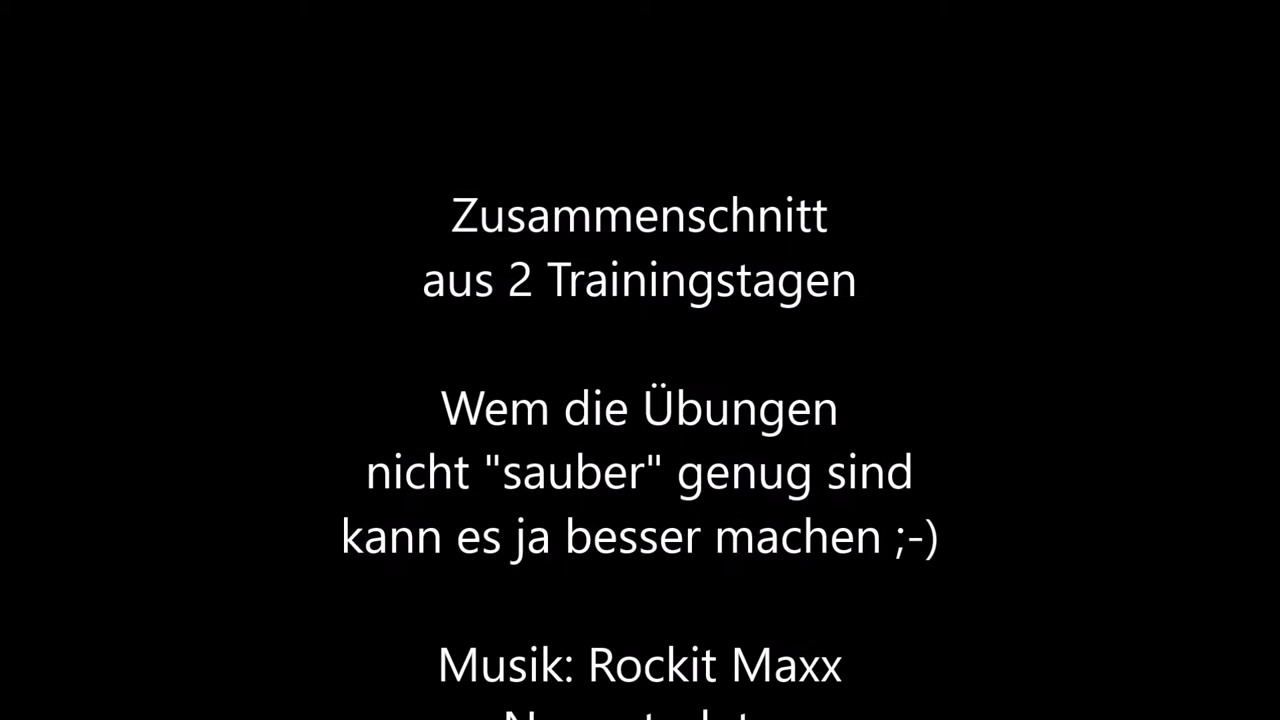 Zusammenschnitt
aus 2 Trainingstagen
Wem die Übungen
nicht "sauber" genug sind
kann es ja besser machen ;-)
Musik: Rockit Maxx